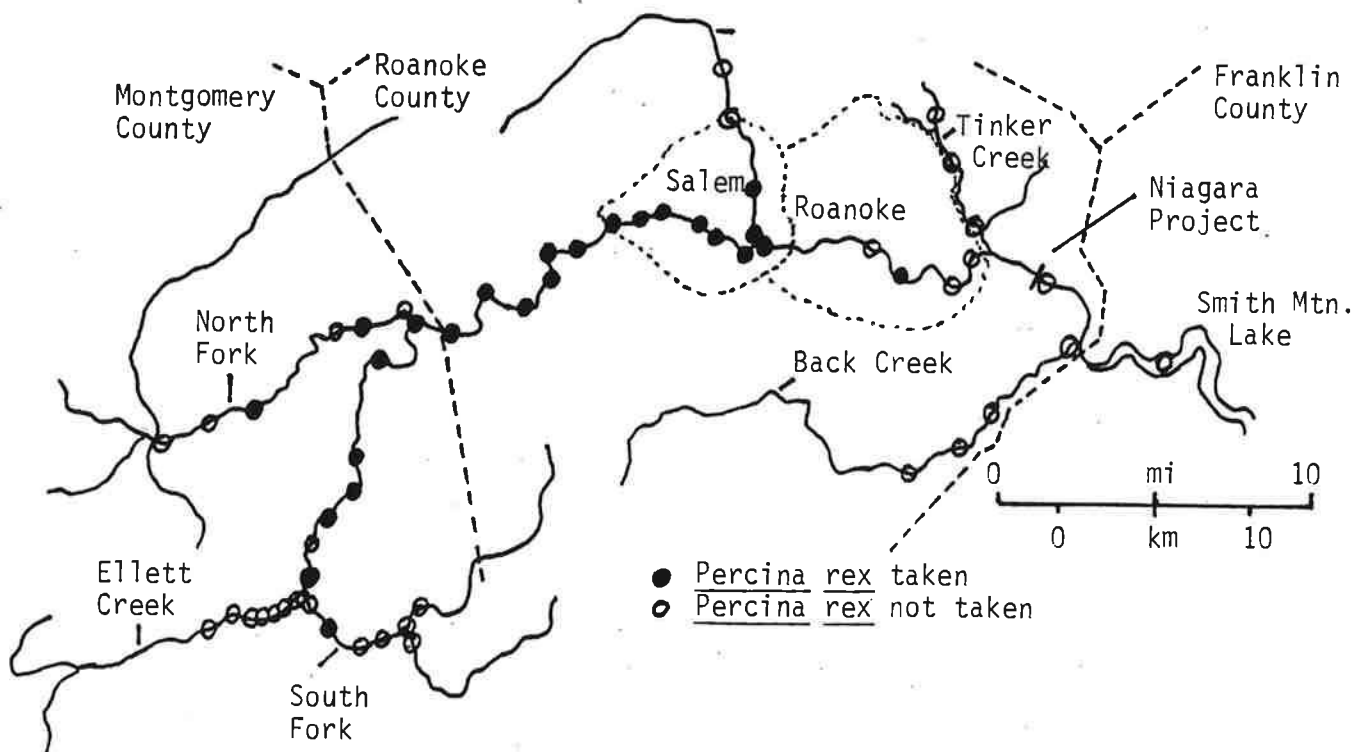 Montgomery
County
Roanoke
County
Franklin
County
Tinker
Creek
Salem
Roanoke
Niagara
Project
North
Fork
Smith Mtn.
Lake
Back Creek
0 mi 10
0 km 10
Ellett
Creek
Percina rex taken
Percina rex not taken
South
Fork